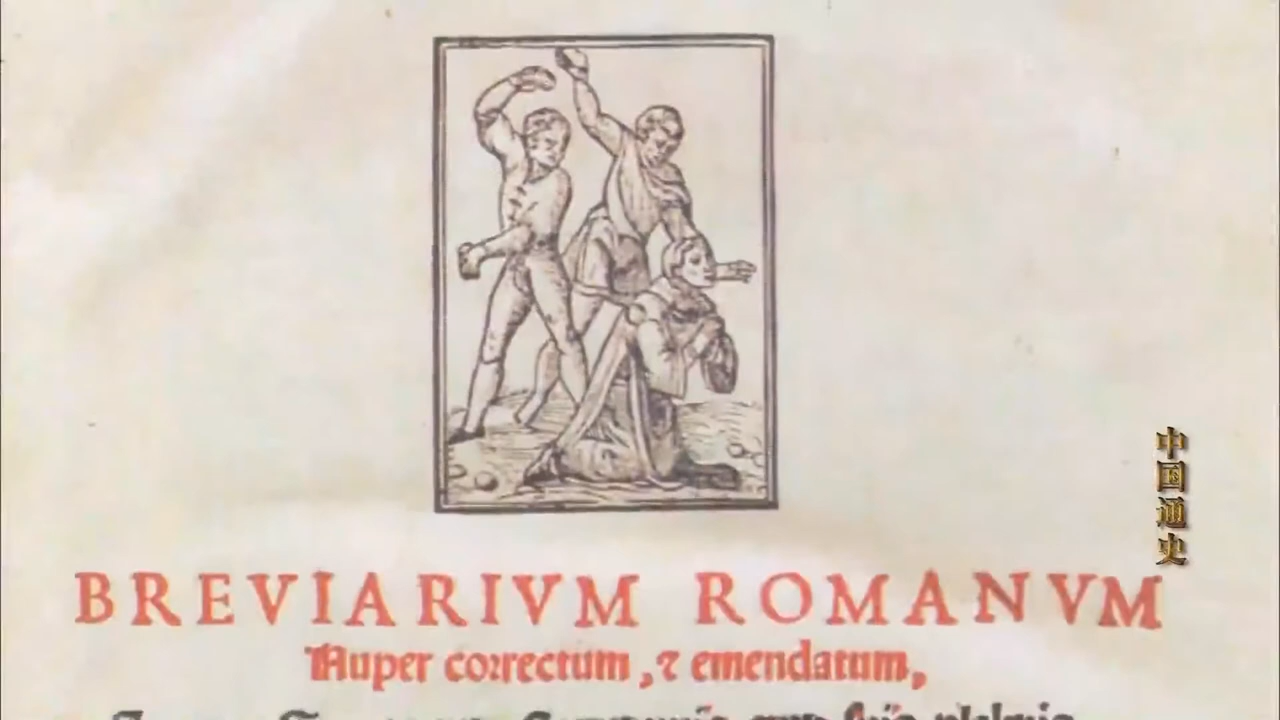 BREVIARIVM ROMANVM
Nuper correctum, ⁊ emendatum,
中国通史